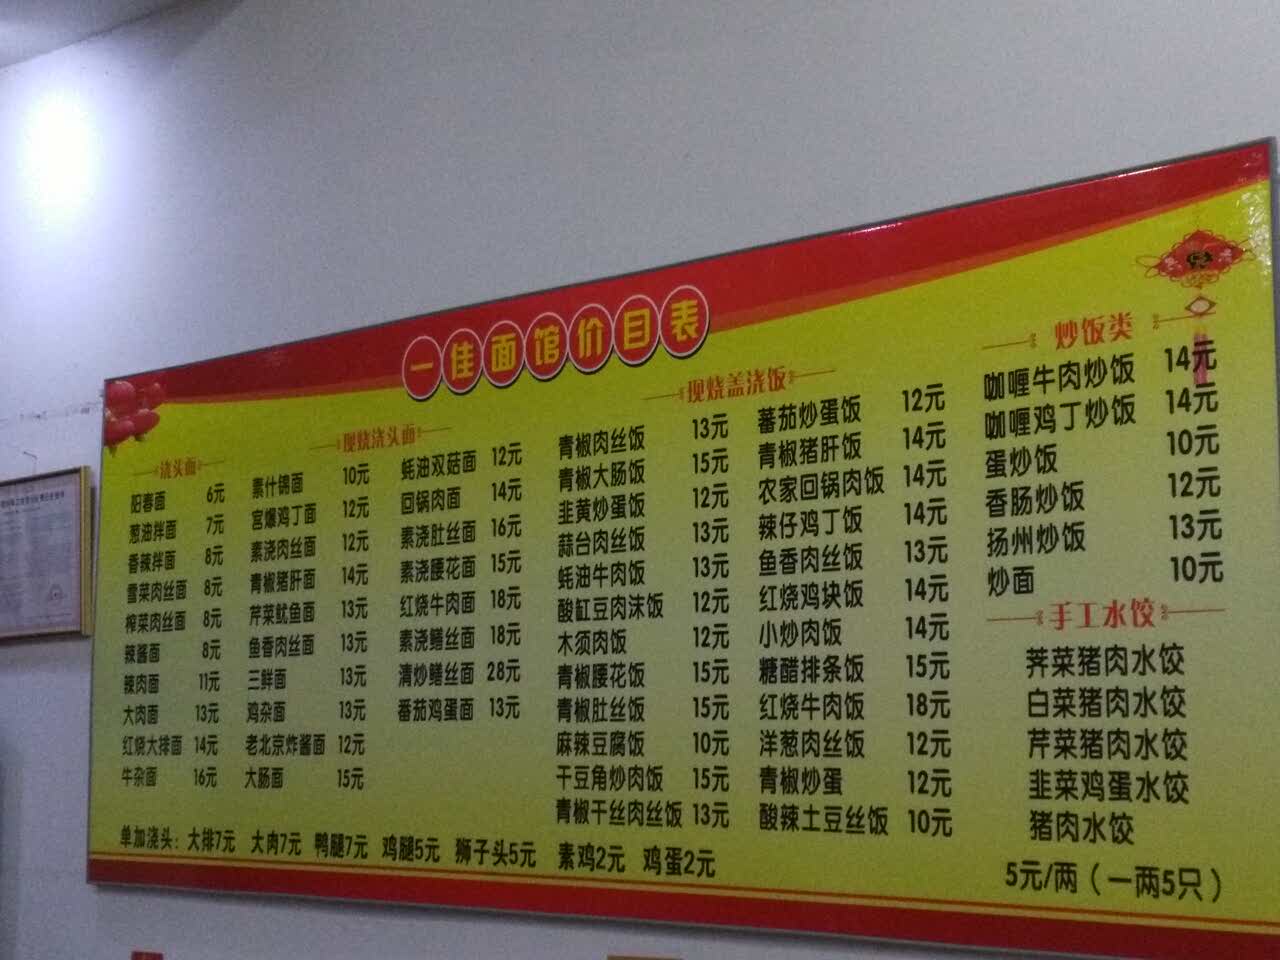 一佳面馆价目表
浇头面
阳春面 6元
葱油拌面 7元
香辣拌面 8元
雪菜肉丝面 8元
榨菜肉丝面 8元
辣酱面 8元
辣肉面 11元
大肉面 13元
红烧大排面 14元
牛杂面 16元
现烧浇头面
素什锦面 10元
宫爆鸡丁面 12元
素浇肉丝面 12元
青椒猪肝面 14元
芹菜鱿鱼面 13元
鱼香肉丝面 13元
三鲜面 13元
鸡杂面 13元
老北京炸酱面 12元
大肠面 15元
蚝油双菇面 12元
回锅肉面 14元
素浇肚丝面 16元
素浇腰花面 15元
红烧牛肉面 18元
素浇鳝丝面 18元
清炒鳝丝面 28元
番茄鸡蛋面 13元
现烧盖浇饭
青椒肉丝饭 13元
青椒大肠饭 15元
韭黄炒蛋饭 12元
蒜台肉丝饭 13元
蚝油牛肉饭 13元
酸缸豆肉沫饭 12元
木须肉饭 12元
青椒腰花饭 15元
青椒肚丝饭 15元
麻辣豆腐饭 10元
干豆角炒肉饭 15元
青椒干丝肉丝饭 13元
蕃茄炒蛋饭 12元
青椒猪肝饭 14元
农家回锅肉饭 14元
辣仔鸡丁饭 14元
鱼香肉丝饭 13元
红烧鸡块饭 14元
小炒肉饭 14元
糖醋排条饭 15元
红烧牛肉饭 18元
洋葱肉丝饭 12元
青椒炒蛋 12元
酸辣土豆丝饭 10元
炒饭类
咖喱牛肉炒饭 14元
咖喱鸡丁炒饭 14元
蛋炒饭 10元
香肠炒饭 12元
扬州炒饭 13元
炒面 10元
手工水饺
荠菜猪肉水饺
白菜猪肉水饺
芹菜猪肉水饺
韭菜鸡蛋水饺
猪肉水饺
5元/两（一两5只）
单加浇头：大排7元 大肉7元 鸭腿7元 鸡腿5元 狮子头5元 素鸡2元 鸡蛋2元